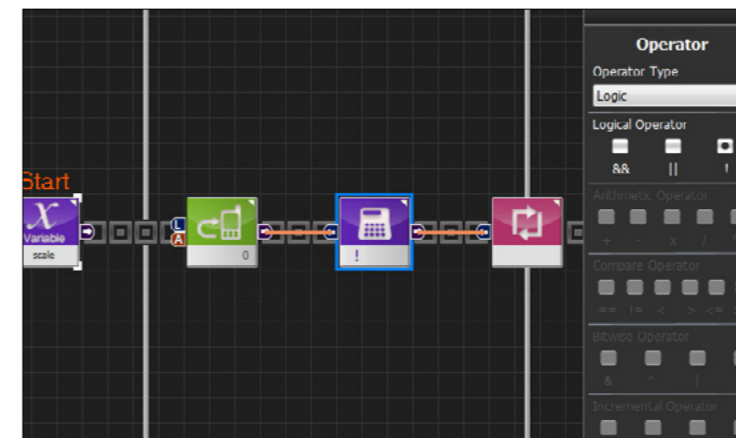 Operator
Operator Type
Logic
Logical Operator
&& || !
Start
X
Variable
scale
L
A
0
!
Arithmetic Operator
+ - x /
Compare Operator
== != < > <=
Bitwise Operator
& ^ |
Incremental Operator